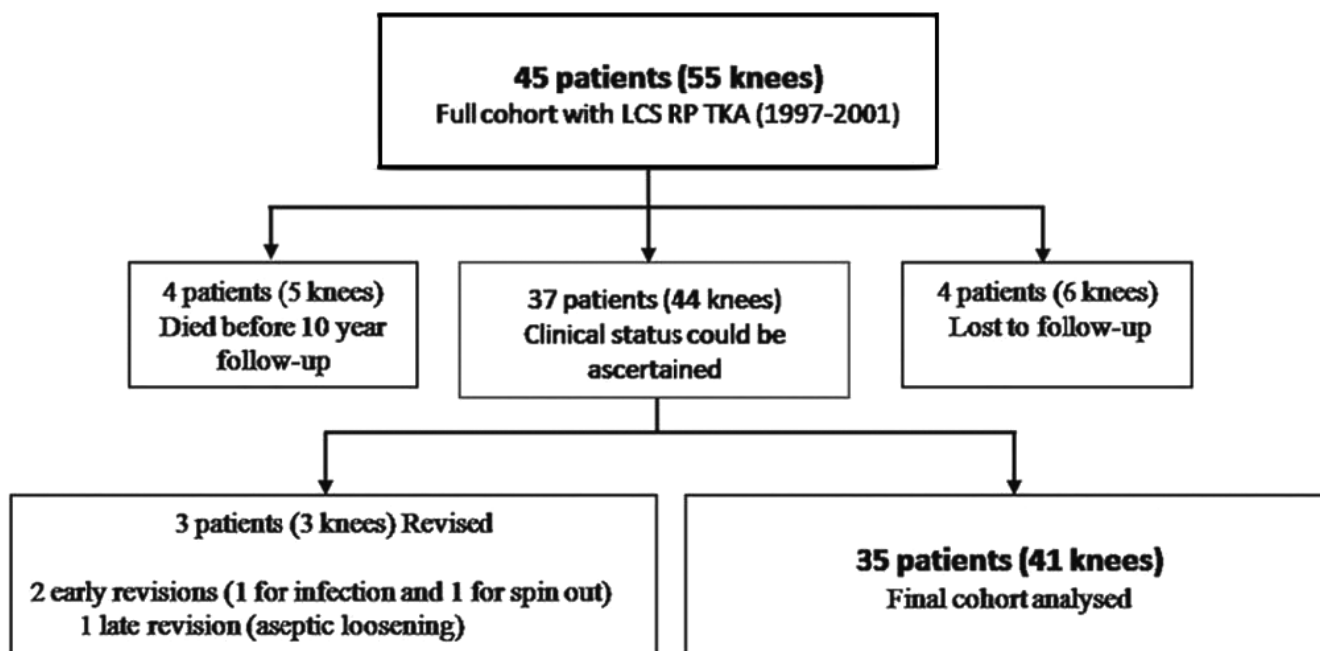 45 patients (55 knees)
Full cohort with LCS RP TKA (1997-2001)
4 patients (5 knees)
Died before 10 year
follow-up
37 patients (44 knees)
Clinical status could be
ascertained
4 patients (6 knees)
Lost to follow-up
3 patients (3 knees) Revised
2 early revisions (1 for infection and 1 for spin out)
1 late revision (aseptic loosening)
35 patients (41 knees)
Final cohort analysed